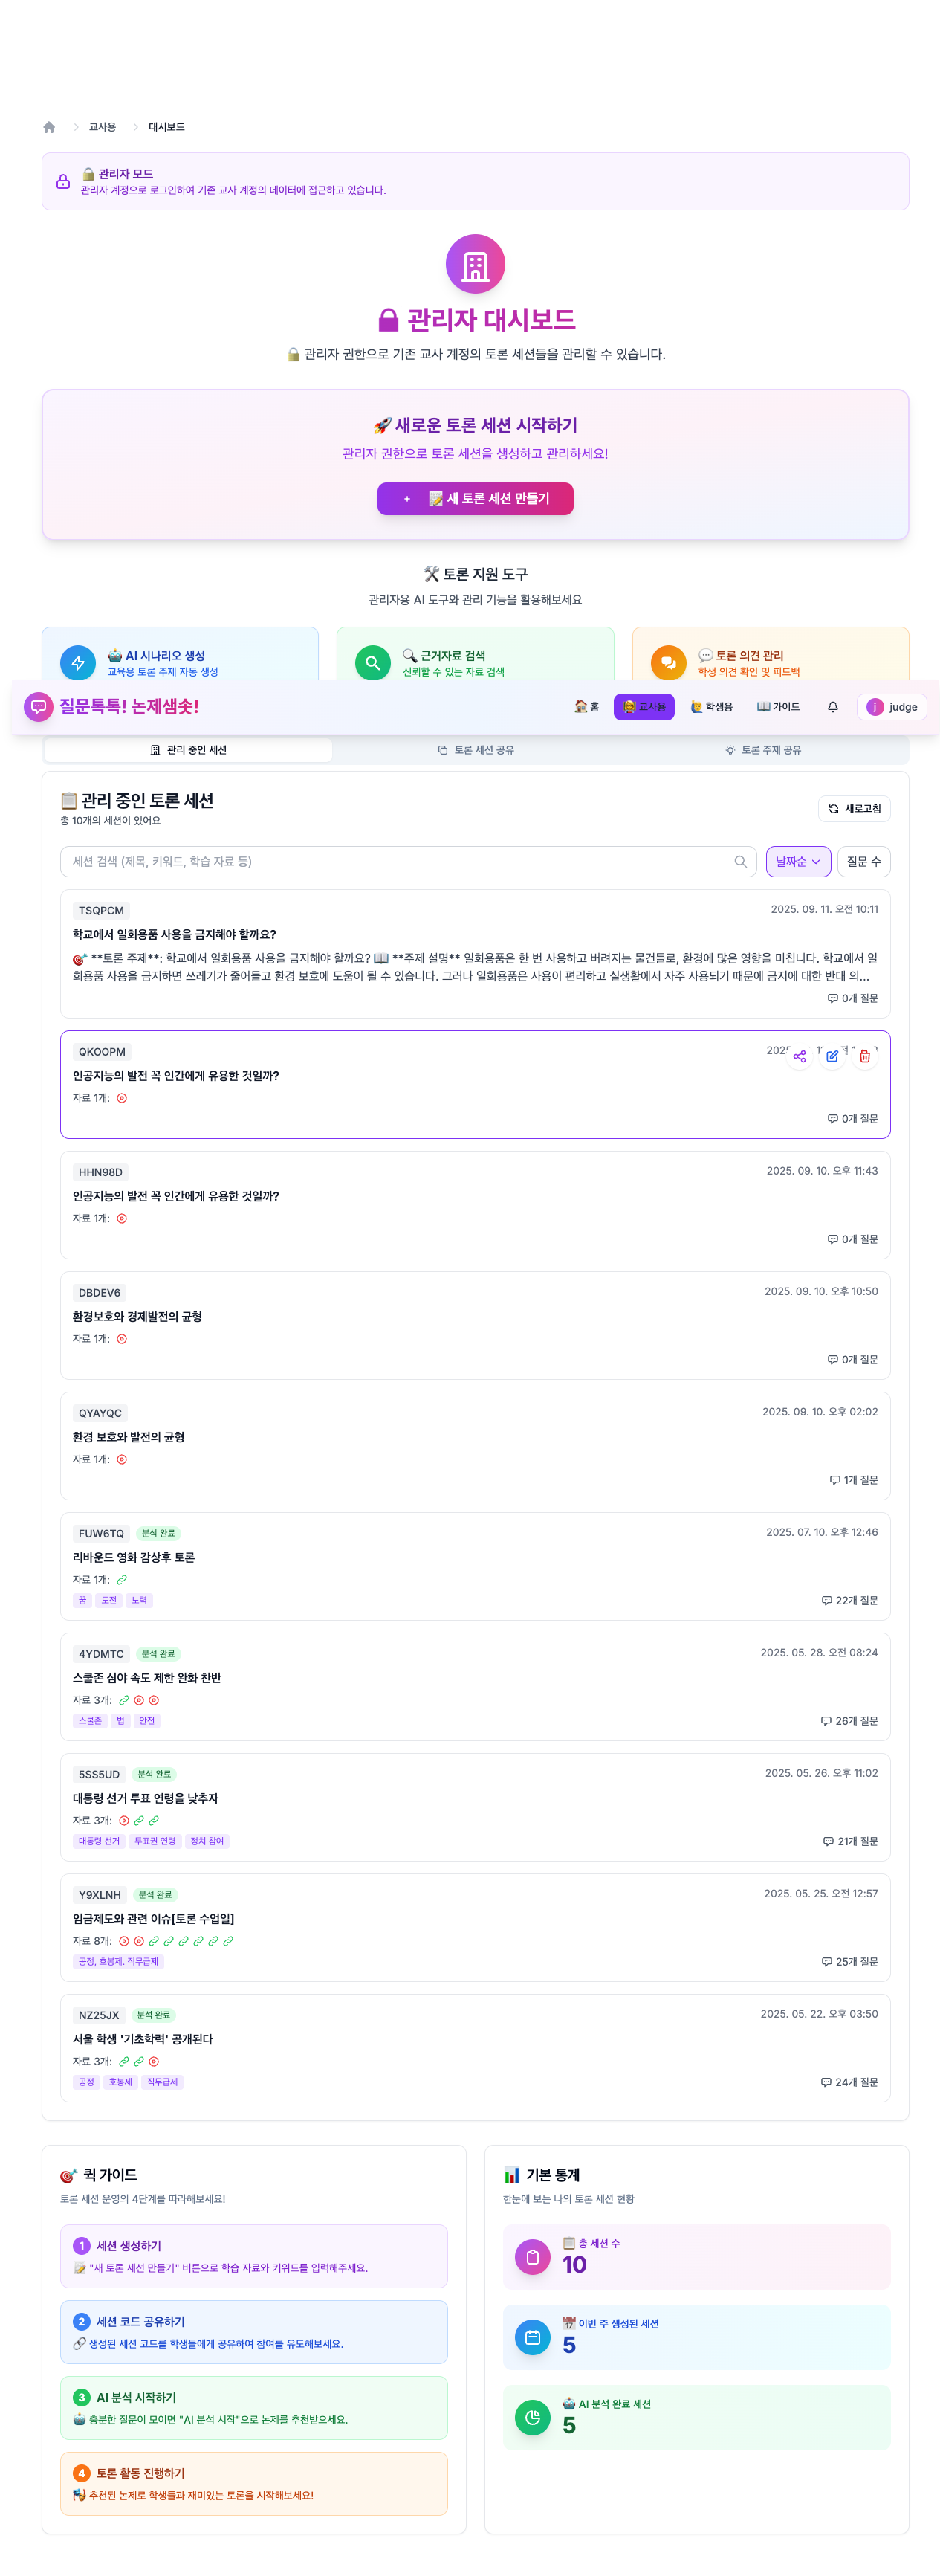 교사용
대시보드
🔒 관리자 모드
관리자 계정으로 로그인하여 기존 교사 계정의 데이터에 접근하고 있습니다.
관리자 대시보드
🔒 관리자 권한으로 기존 교사 계정의 토론 세션들을 관리할 수 있습니다.
🚀 새로운 토론 세션 시작하기
관리자 권한으로 토론 세션을 생성하고 관리하세요!
+ 📝 새 토론 세션 만들기
🛠️ 토론 지원 도구
관리자용 AI 도구와 관리 기능을 활용해보세요
🤖 AI 시나리오 생성
교육용 토론 주제 자동 생성
🔍 근거자료 검색
신뢰할 수 있는 자료 검색
💬 토론 의견 관리
학생 의견 확인 및 피드백
질문톡톡! 논제샘솟!
🏠 홈
교사용
학생용
📖 가이드
j judge
관리 중인 세션
토론 세션 공유
토론 주제 공유
📋 관리 중인 토론 세션
총 10개의 세션이 있어요
새로고침
세션 검색 (제목, 키워드, 학습 자료 등)
날짜순
질문 수
TSQPCM
2025. 09. 11. 오전 10:11
학교에서 일회용품 사용을 금지해야 할까요?
🎯 **토론 주제**: 학교에서 일회용품 사용을 금지해야 할까요? 📖 **주제 설명** 일회용품은 한 번 사용하고 버려지는 물건들로, 환경에 많은 영향을 미칩니다. 학교에서 일
회용품 사용을 금지하면 쓰레기가 줄어들고 환경 보호에 도움이 될 수 있습니다. 그러나 일회용품은 사용이 편리하고 실생활에서 자주 사용되기 때문에 금지에 대한 반대 의...
0개 질문
QKOOPM
인공지능의 발전 꼭 인간에게 유용한 것일까?
자료 1개:
0개 질문
HHN98D
2025. 09. 10. 오후 11:43
인공지능의 발전 꼭 인간에게 유용한 것일까?
자료 1개:
0개 질문
DBDEV6
2025. 09. 10. 오후 10:50
환경보호와 경제발전의 균형
자료 1개:
0개 질문
QYAYQC
2025. 09. 10. 오후 02:02
환경 보호와 발전의 균형
자료 1개:
1개 질문
FUW6TQ 분석 완료
2025. 07. 10. 오후 12:46
리바운드 영화 감상후 토론
자료 1개:
꿈 도전 노력
22개 질문
4YDMTC 분석 완료
2025. 05. 28. 오전 08:24
스쿨존 심야 속도 제한 완화 찬반
자료 3개:
스쿨존 법 안전
26개 질문
5SS5UD 분석 완료
2025. 05. 26. 오후 11:02
대통령 선거 투표 연령을 낮추자
자료 3개:
대통령 선거 투표권 연령 정치 참여
21개 질문
Y9XLNH 분석 완료
2025. 05. 25. 오전 12:57
임금제도와 관련 이슈[토론 수업일]
자료 8개:
공정, 호봉제. 직무급제
25개 질문
NZ25JX 분석 완료
2025. 05. 22. 오후 03:50
서울 학생 '기초학력' 공개된다
자료 3개:
공정 호봉제 직무급제
24개 질문
🎯 퀵 가이드
토론 세션 운영의 4단계를 따라해보세요!
1 세션 생성하기
📝 "새 토론 세션 만들기" 버튼으로 학습 자료와 키워드를 입력해주세요.
2 세션 코드 공유하기
🔗 생성된 세션 코드를 학생들에게 공유하여 참여를 유도해보세요.
3 AI 분석 시작하기
🤖 충분한 질문이 모이면 "AI 분석 시작"으로 논제를 추천받으세요.
4 토론 활동 진행하기
🎭 추천된 논제로 학생들과 재미있는 토론을 시작해보세요!
📊 기본 통계
한눈에 보는 나의 토론 세션 현황
📋 총 세션 수
10
📅 이번 주 생성된 세션
5
🤖 AI 분석 완료 세션
5